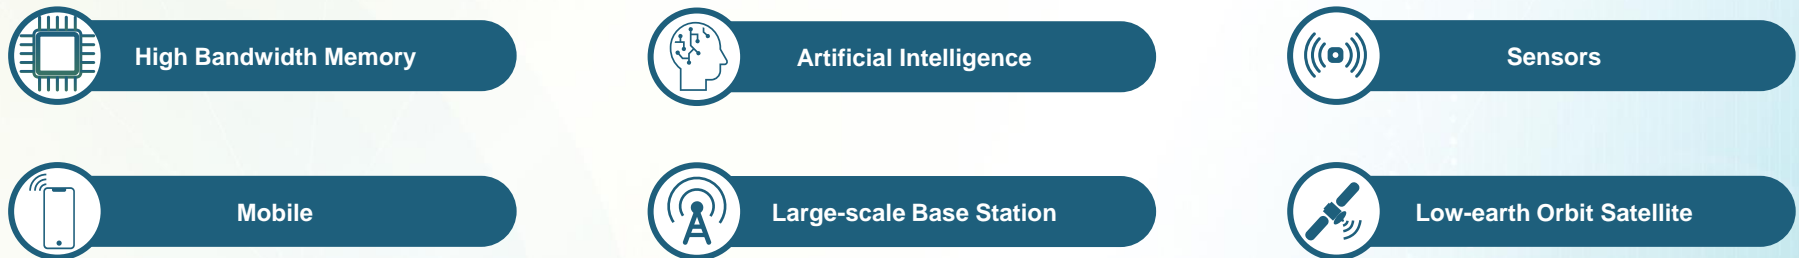 High Bandwidth Memory
Artificial Intelligence
Sensors
Mobile
Large-scale Base Station
Low-earth Orbit Satellite